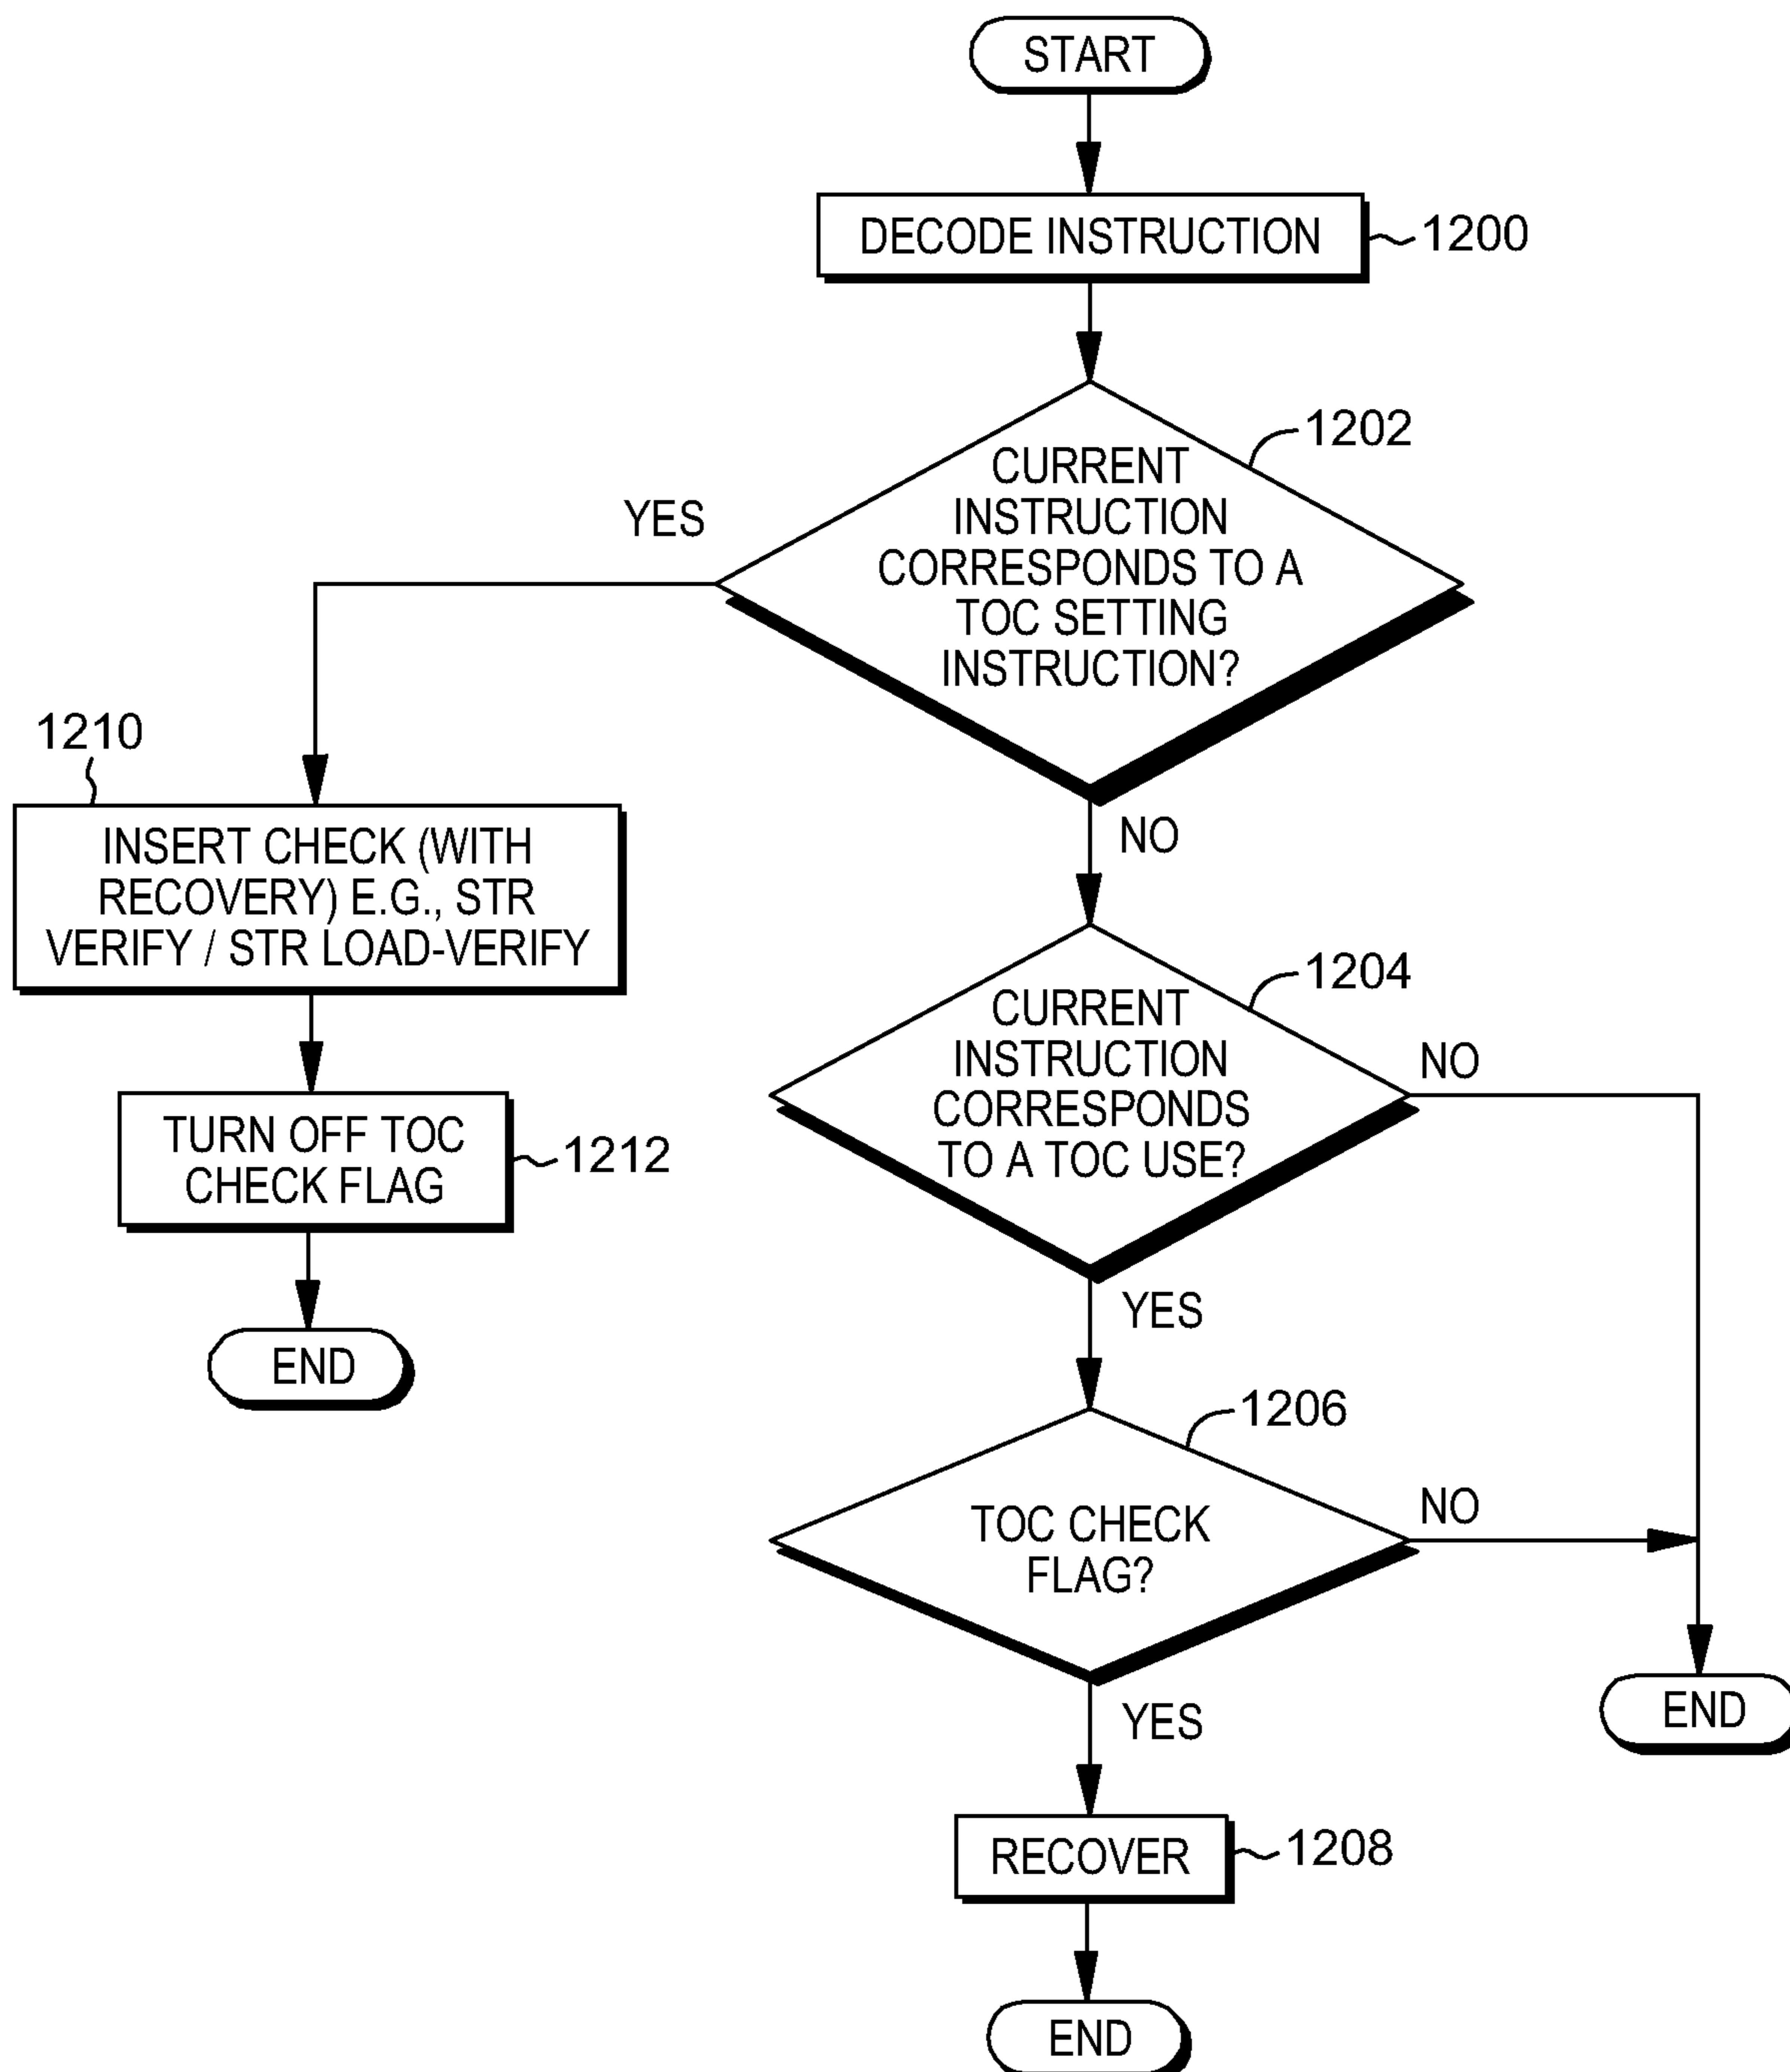 START
DECODE INSTRUCTION
1200
1202
CURRENT
INSTRUCTION
CORRESPONDS TO A
TOC SETTING
INSTRUCTION?
YES
NO
1210
INSERT CHECK (WITH
RECOVERY) E.G., STR
VERIFY / STR LOAD-VERIFY
TURN OFF TOC
CHECK FLAG
1212
END
1204
CURRENT
INSTRUCTION
CORRESPONDS
TO A TOC USE?
NO
YES
1206
TOC CHECK
FLAG?
NO
YES
END
RECOVER
1208
END